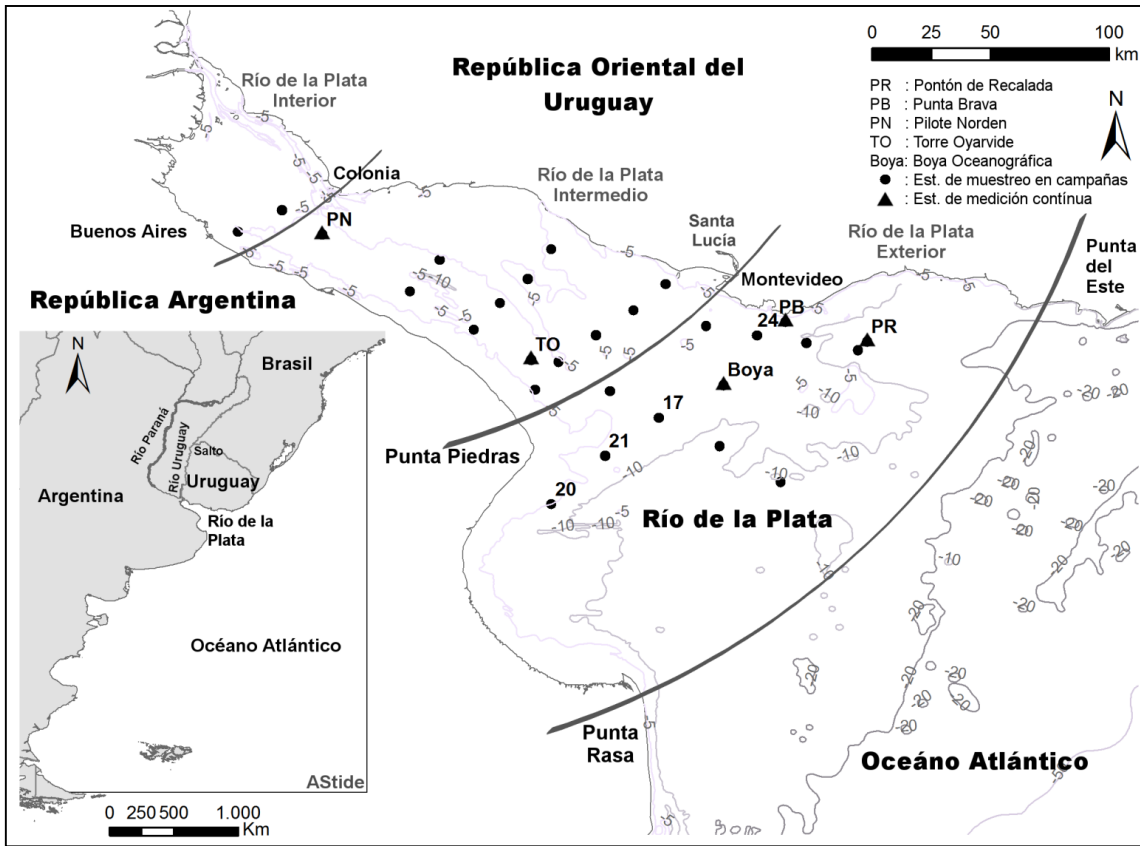 República Oriental del
Uruguay
0 25 50 100
km
PR : Pontón de Recalada
PB : Punta Brava
PN : Pilote Norden
TO : Torre Oyarvide
Boya: Boya Oceanográfica
: Est. de muestreo en campañas
: Est. de medición contínua
N
Río de la Plata
Interior
Colonia
Río de la Plata
Intermedio
Santa
Lucía
Río de la Plata
Exterior
Punta
del
Este
Buenos Aires
PN
Montevideo
PB
24
PR
República Argentina
TO
Boya
17
Punta Piedras
21
20
Río de la Plata
Punta
Rasa
Oceáno Atlántico
N
Brasil
Río Paraná
Río Uruguay
Salto
Uruguay
Argentina
Río de la
Plata
Océano Atlántico
AStide
0 250 500 1.000
Km
-5
-10
-20